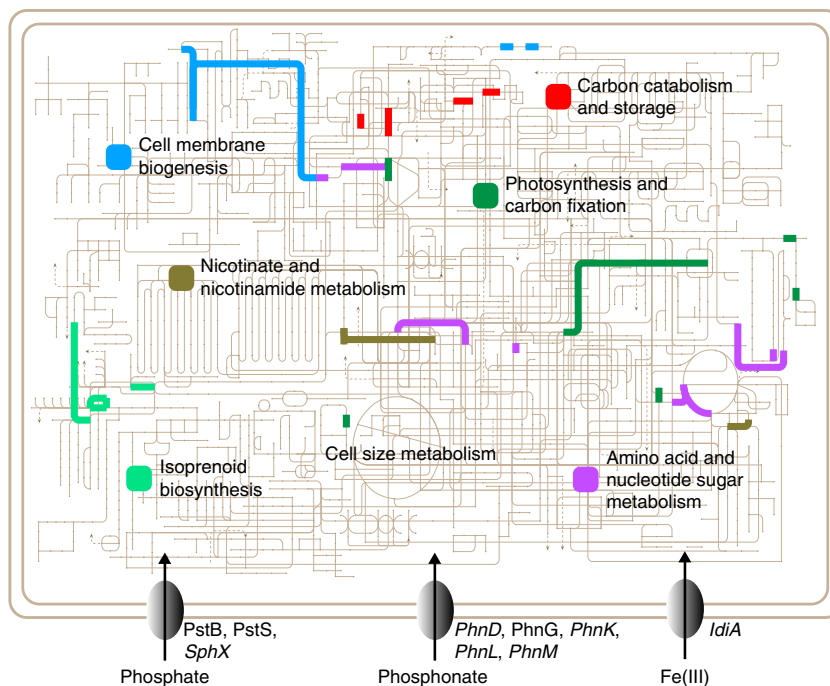 Carbon catabolism
and storage
Cell membrane
biogenesis
Photosynthesis and
carbon fixation
Nicotinate and
nicotinamide metabolism
Cell size metabolism
Isoprenoid
biosynthesis
Amino acid and
nucleotide sugar
metabolism
PstB, PstS,
SphX
PhnD, PhnG, PhnK,
PhnL, PhnM
IdiA
Phosphate
Phosphonate
Fe(III)